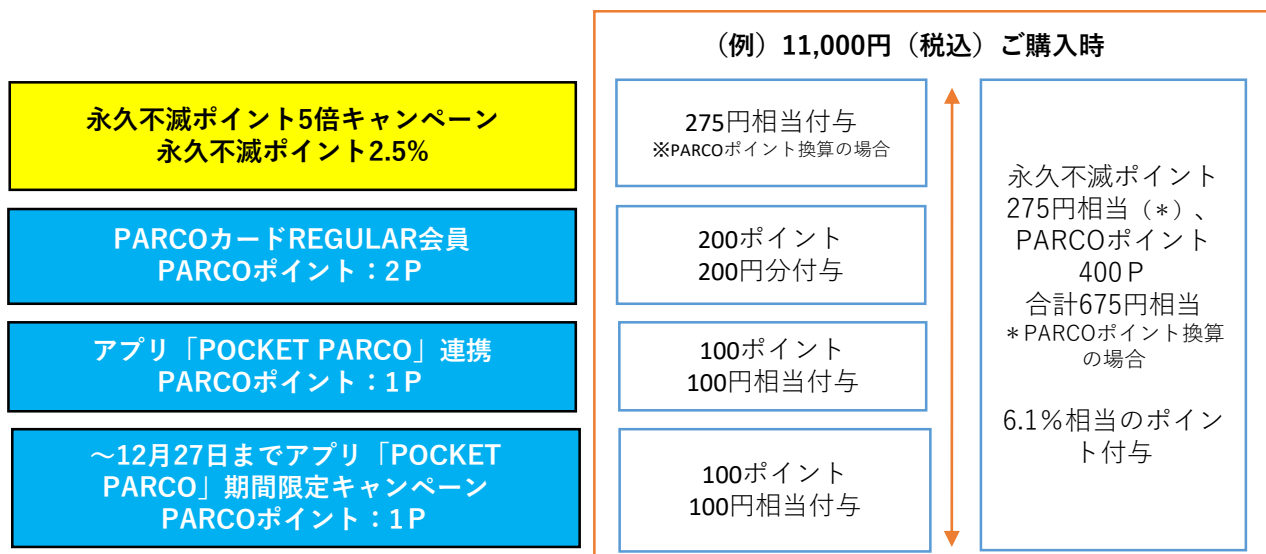 （例）11,000円（税込）ご購入時
永久不滅ポイント5倍キャンペーン
永久不滅ポイント2.5%
275円相当付与
※PARCOポイント換算の場合
PARCOカードREGULAR会員
PARCOポイント：2Ｐ
200ポイント
200円分付与
アプリ「POCKET PARCO」連携
PARCOポイント：1Ｐ
100ポイント
100円相当付与
～12月27日までアプリ「POCKET
PARCO」期間限定キャンペーン
PARCOポイント：1Ｐ
100ポイント
100円相当付与
永久不滅ポイント
275円相当（＊）、
PARCOポイント
400Ｐ
合計675円相当
＊PARCOポイント換算
の場合
6.1％相当のポイン
ト付与